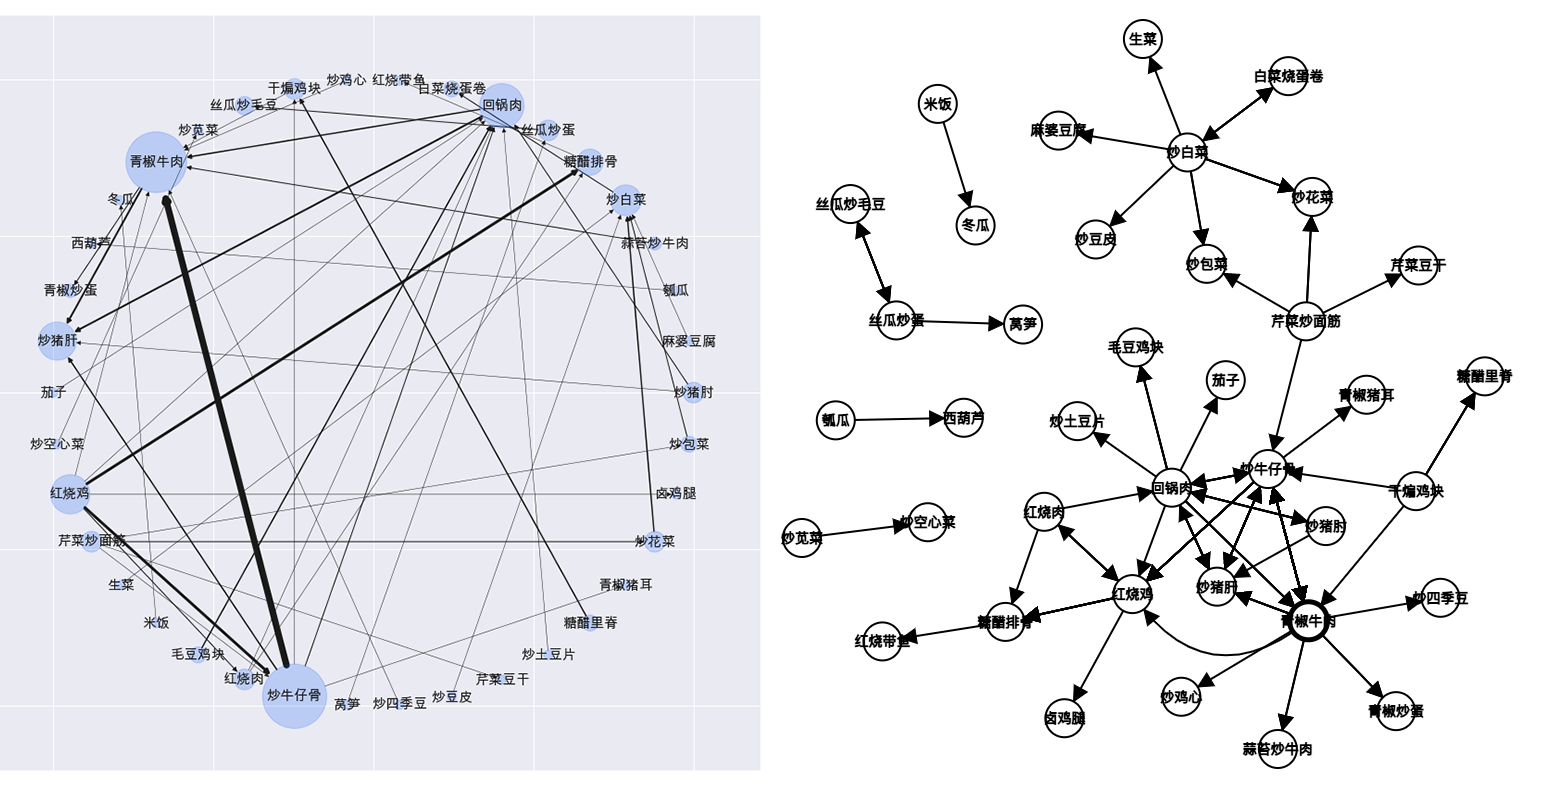 炒鸡心 红烧带鱼
干煸鸡块
白菜烧蛋卷
丝瓜炒毛豆
回锅肉
炒苋菜
丝瓜炒蛋
青椒牛肉
糖醋排骨
冬瓜
炒白菜
西葫芦
蒜苔炒牛肉
青椒炒蛋
瓠瓜
炒猪肝
麻婆豆腐
茄子
炒猪肘
炒空心菜
炒包菜
红烧鸡
卤鸡腿
芹菜炒面筋
炒花菜
生菜
青椒猪耳
米饭
糖醋里脊
毛豆鸡块
炒土豆片
红烧肉
芹菜豆干
炒牛仔骨
炒豆皮
莴笋
炒四季豆
生菜
白菜烧蛋卷
米饭
麻婆豆腐
炒白菜
炒花菜
丝瓜炒毛豆
冬瓜
炒豆皮
炒包菜
芹菜豆干
丝瓜炒蛋
莴笋
芹菜炒面筋
毛豆鸡块
茄子
糖醋里脊
青椒猪耳
瓠瓜
西葫芦
炒土豆片
炒牛仔骨
回锅肉
干煸鸡块
红烧肉
炒空心菜
炒猪肘
炒苋菜
炒猪肝
红烧鸡
炒四季豆
糖醋排骨
青椒牛肉
红烧带鱼
炒鸡心
青椒炒蛋
卤鸡腿
蒜苔炒牛肉